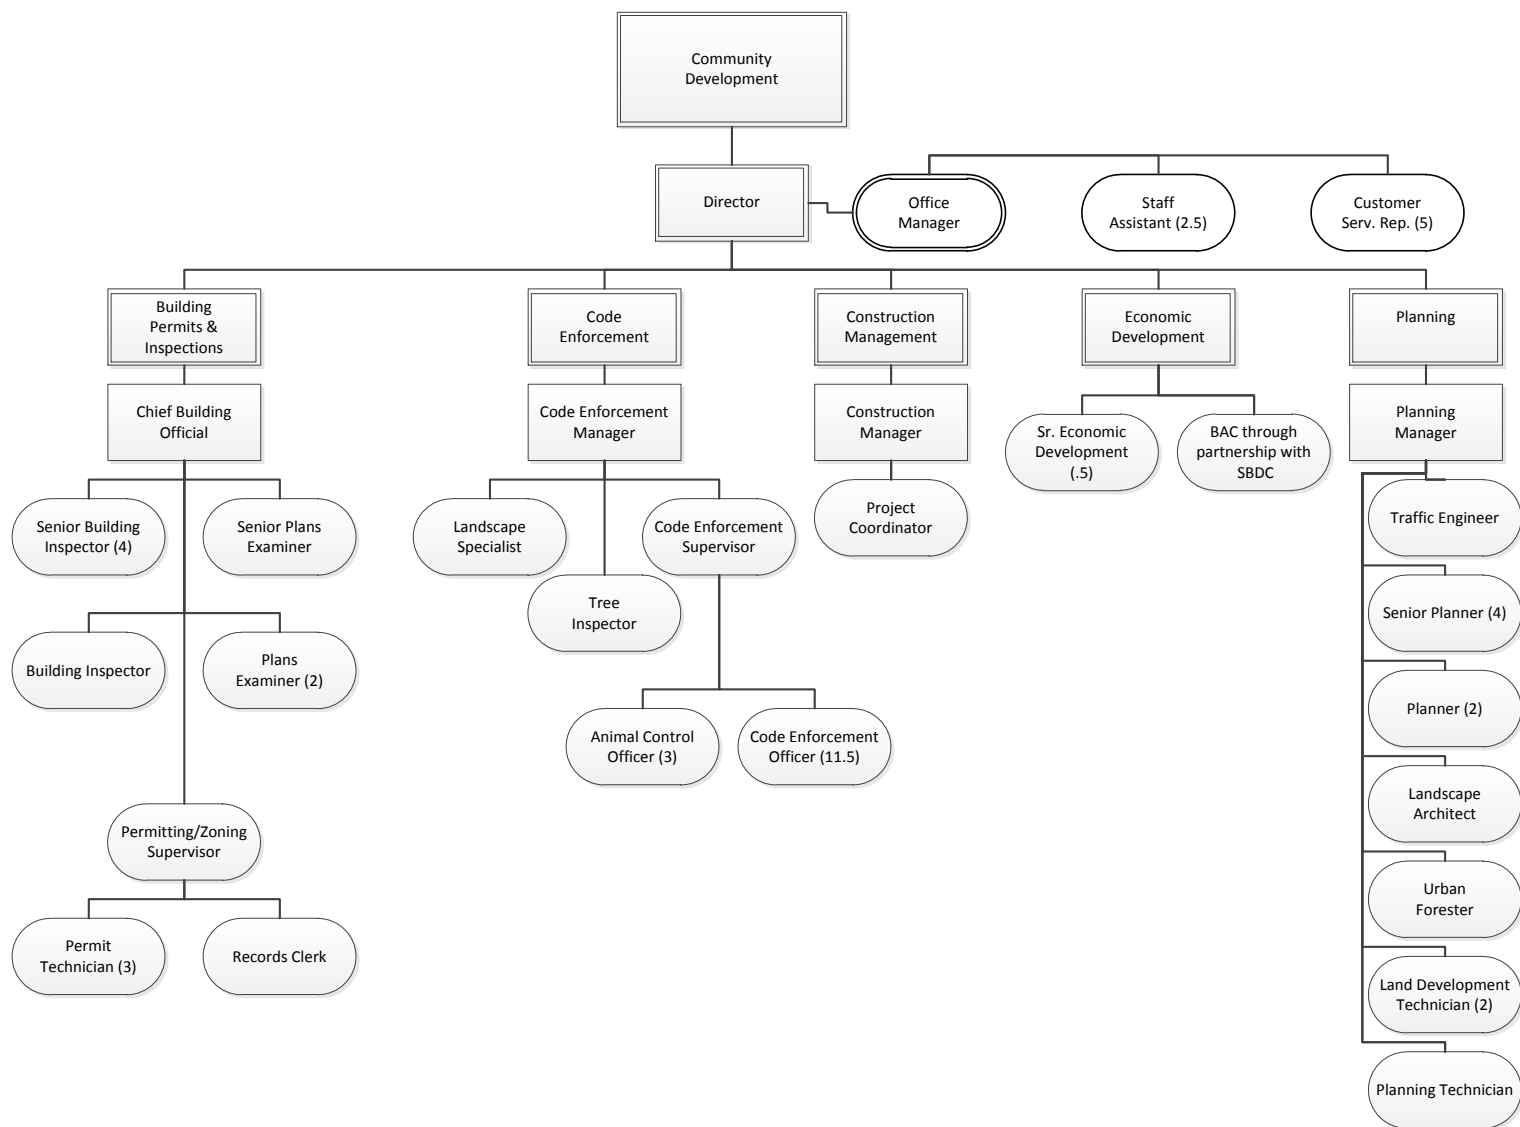 Community
Development
Director
Office
Manager
Staff
Assistant (2.5)
Customer
Serv. Rep. (5)
Building
Permits &
Inspections
Code
Enforcement
Construction
Management
Economic
Development
Planning
Chief Building
Official
Code Enforcement
Manager
Construction
Manager
Sr. Economic
Development
(.5)
BAC through
partnership with
SBDC
Planning
Manager
Senior Building
Inspector (4)
Senior Plans
Examiner
Landscape
Specialist
Code Enforcement
Supervisor
Project
Coordinator
Traffic Engineer
Tree
Inspector
Senior Planner (4)
Building Inspector
Plans
Examiner (2)
Animal Control
Officer (3)
Code Enforcement
Officer (11.5)
Planner (2)
Landscape
Architect
Permitting/Zoning
Supervisor
Urban
Forester
Permit
Technician (3)
Records Clerk
Land Development
Technician (2)
Planning Technician